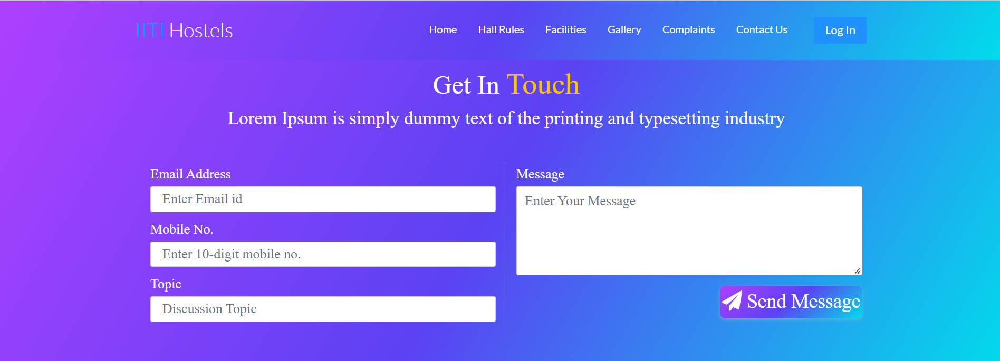 IITI Hostels
Home Hall Rules Facilities Gallery Complaints Contact Us Log In
Get In Touch
Lorem Ipsum is simply dummy text of the printing and typesetting industry
Email Address
Enter Email id
Mobile No.
Enter 10-digit mobile no.
Topic
Discussion Topic
Message
Enter Your Message
Send Message